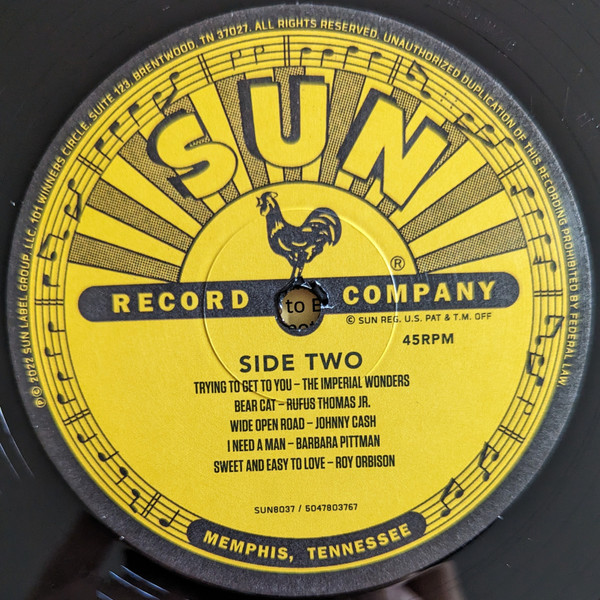 ℗ © 2022 SUN LABEL GROUP, LLC. 101 WINNERS CIRCLE, SUITE 123, BRENTWOOD, TN 37027. ALL RIGHTS RESERVED. UNAUTHORIZED DUPLICATION OF THIS RECORDING PROHIBITED BY FEDERAL LAW
SUN
®
RECORD COMPANY
to
© SUN REG. U.S. PAT & T.M. OFF
45RPM
SIDE TWO
TRYING TO GET TO YOU – THE IMPERIAL WONDERS
BEAR CAT – RUFUS THOMAS JR.
WIDE OPEN ROAD – JOHNNY CASH
I NEED A MAN – BARBARA PITTMAN
SWEET AND EASY TO LOVE – ROY ORBISON
SUN8037 / 5047803767
MEMPHIS, TENNESSEE